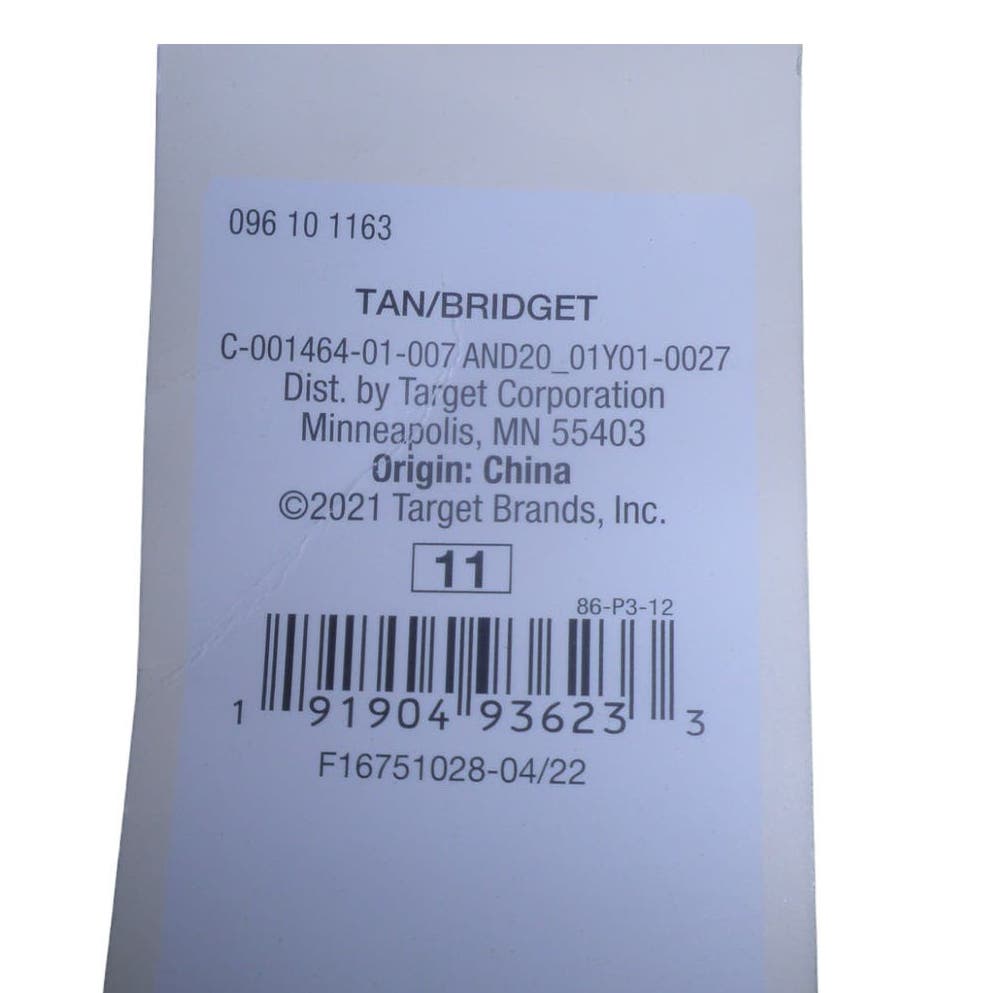 096 10 1163
TAN/BRIDGET
C-001464-01-007 AND20_01Y01-0027
Dist. by Target Corporation
Minneapolis, MN 55403
Origin: China
©2021 Target Brands, Inc.
11
86-P3-12
1 91904 93623 3
F16751028-04/22